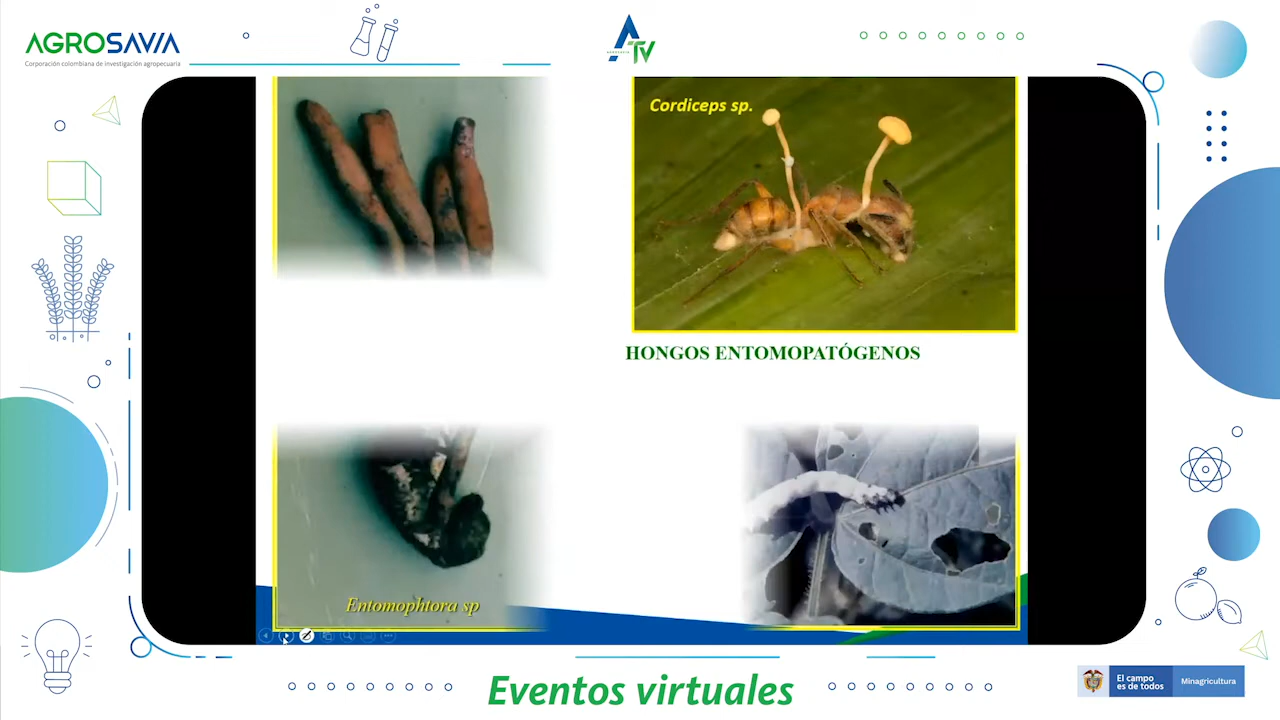 AGROSAVIA
Corporación colombiana de investigación agropecuaria
ATV
Cordiceps sp.
HONGOS ENTOMOPATÓGENOS
Entomophtora sp
Eventos virtuales
El campo
es de todos
Minagricultura